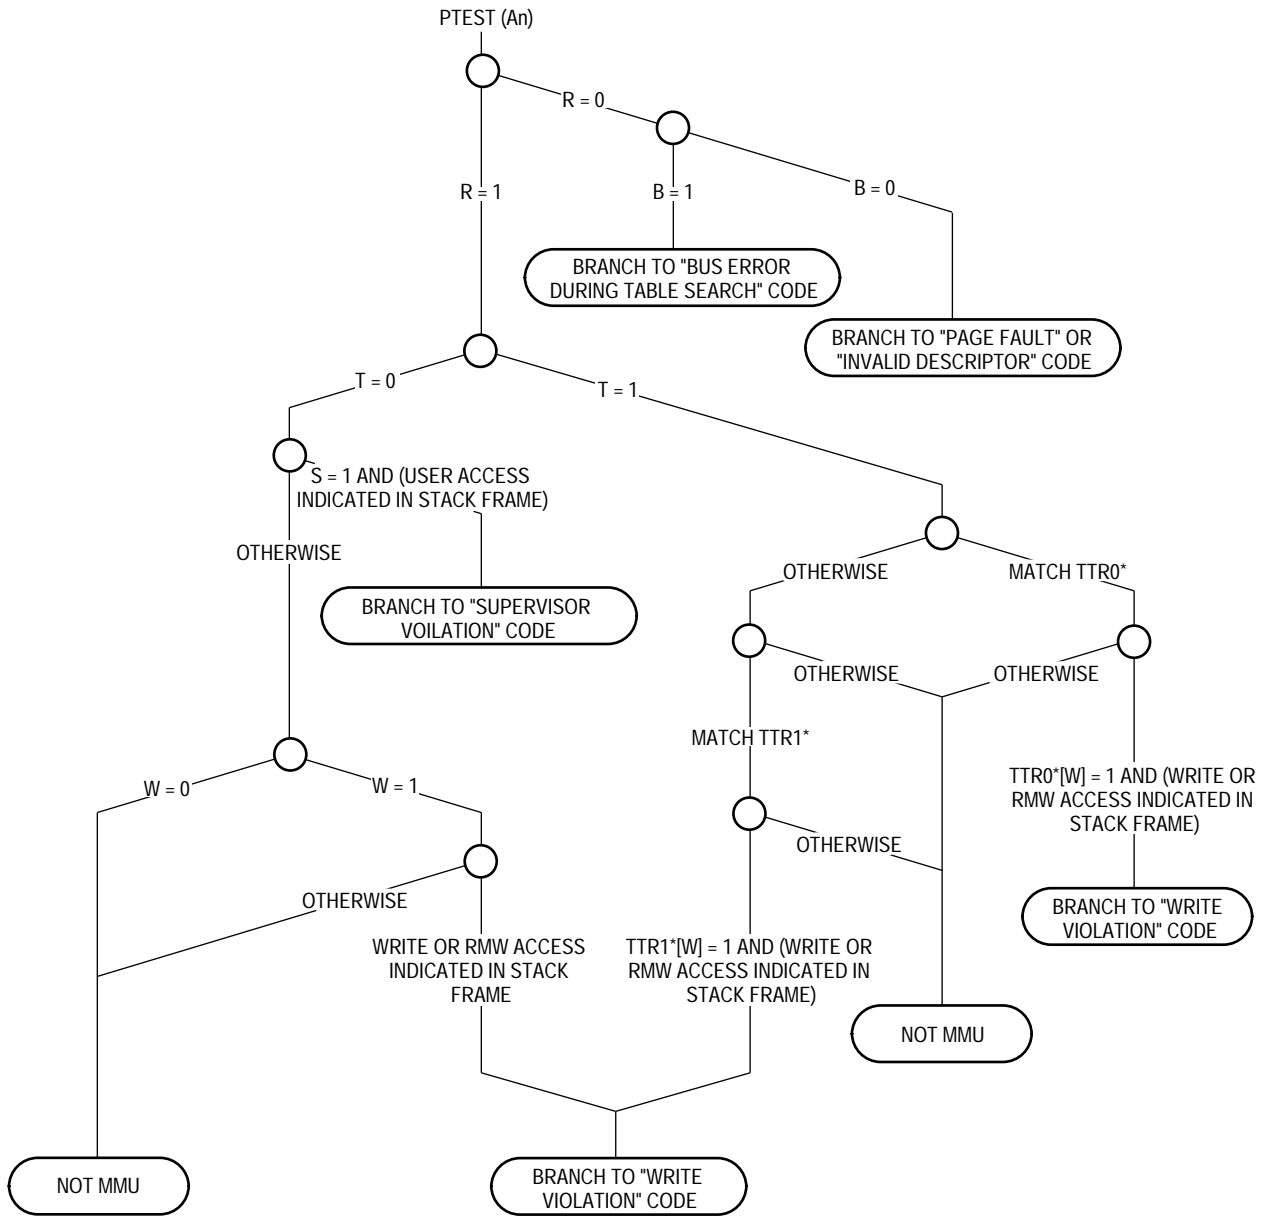 PTEST (An)
R = 0
R = 1
B = 1
B = 0
BRANCH TO "BUS ERROR
DURING TABLE SEARCH" CODE
BRANCH TO "PAGE FAULT" OR
"INVALID DESCRIPTOR" CODE
T = 0
T = 1
S = 1 AND (USER ACCESS
INDICATED IN STACK FRAME)
OTHERWISE
BRANCH TO "SUPERVISOR
VOILATION" CODE
OTHERWISE
MATCH TTR0*
OTHERWISE
OTHERWISE
MATCH TTR1*
W = 0
W = 1
TTR0*[W] = 1 AND (WRITE OR
RMW ACCESS INDICATED IN
STACK FRAME)
OTHERWISE
OTHERWISE
WRITE OR RMW ACCESS
INDICATED IN STACK
FRAME
TTR1*[W] = 1 AND (WRITE OR
RMW ACCESS INDICATED IN
STACK FRAME)
BRANCH TO "WRITE
VIOLATION" CODE
NOT MMU
NOT MMU
BRANCH TO "WRITE
VIOLATION" CODE